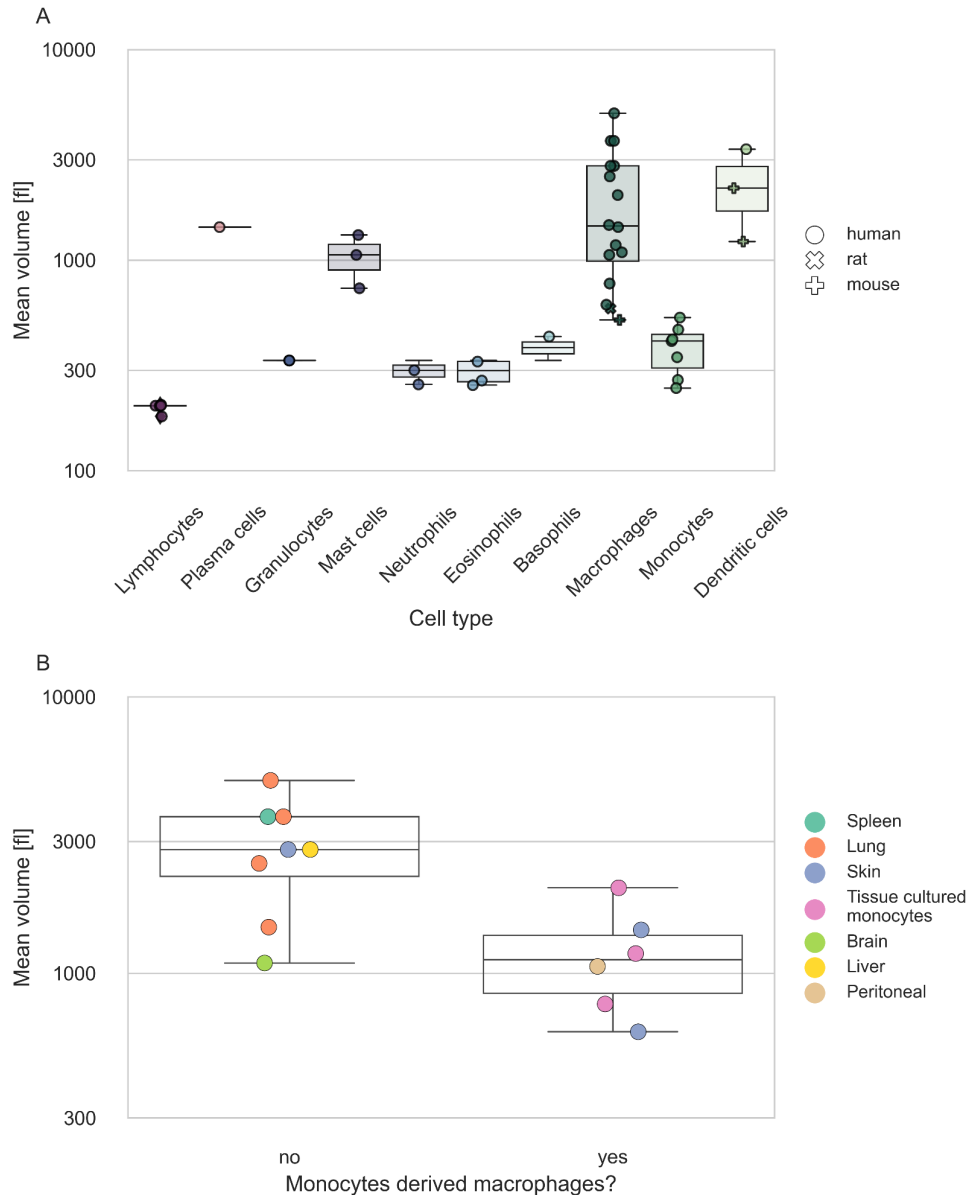 A
10000
3000
1000
300
100
Mean volume [fl]
human
rat
mouse
Lymphocytes
Plasma cells
Granulocytes
Mast cells
Neutrophils
Eosinophils
Basophils
Macrophages
Monocytes
Dendritic cells
Cell type
B
10000
3000
1000
300
Mean volume [fl]
Spleen
Lung
Skin
Tissue cultured
monocytes
Brain
Liver
Peritoneal
no
yes
Monocytes derived macrophages?